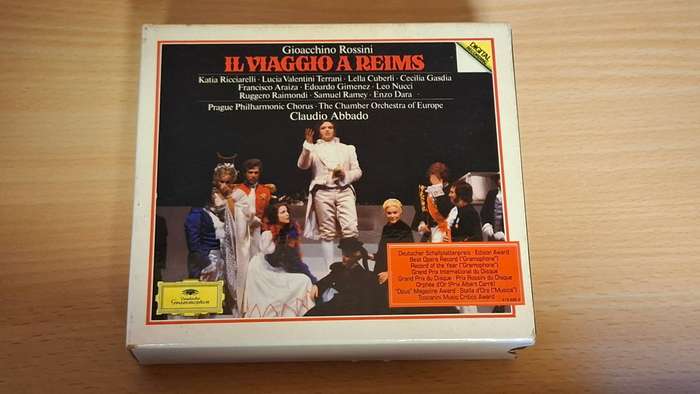 Gioacchino Rossini
IL VIAGGIO A REIMS
Katia Ricciarelli · Lucia Valentini Terrani · Lella Cuberli · Cecilia Gasdia
Francisco Araiza · Edoardo Gimenez · Leo Nucci
Ruggero Raimondi · Samuel Ramey · Enzo Dara
Prague Philharmonic Chorus · The Chamber Orchestra of Europe
Claudio Abbado
DIGITAL
RECORDING
Deutscher Schallplattenpreis · Edison Award
Best Opera Record ("Gramophone")
Record of the Year ("Gramophone")
Grand Prix International du Disque
Grand Prix du Disque · Prix Rossini du Disque
Orphée d'Or (Prix Albert Carré)
"Opus" Magazine Award · Stella d'Oro ("Musica")
Toscanini Music Critics Award
Deutsche
Grammophon